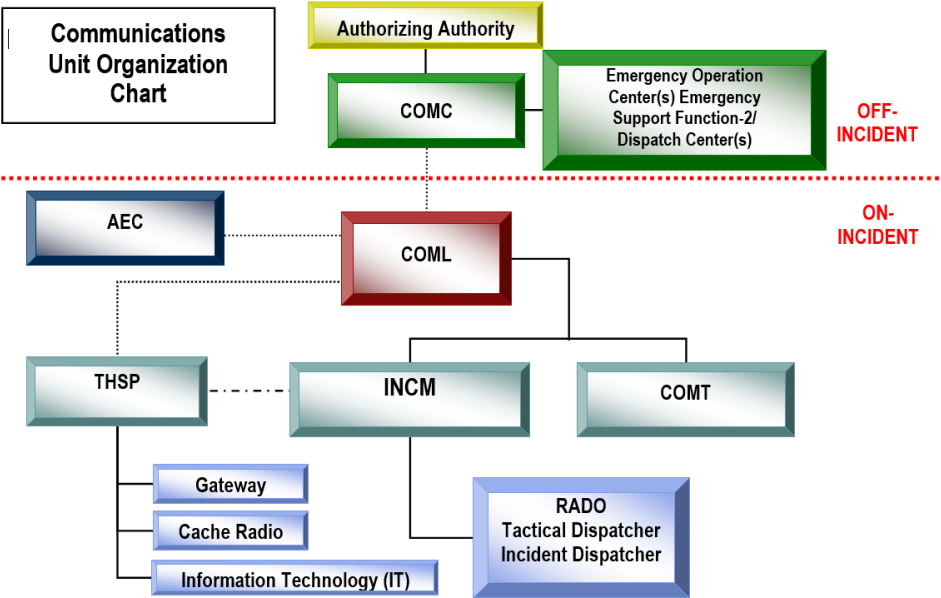 Communications
Unit Organization
Chart
Authorizing Authority
COMC
Emergency Operation
Center(s) Emergency
Support Function-2/
Dispatch Center(s)
OFF-
INCIDENT
AEC
COML
ON-
INCIDENT
THSP
INCM
COMT
Gateway
Cache Radio
Information Technology (IT)
RADO
Tactical Dispatcher
Incident Dispatcher